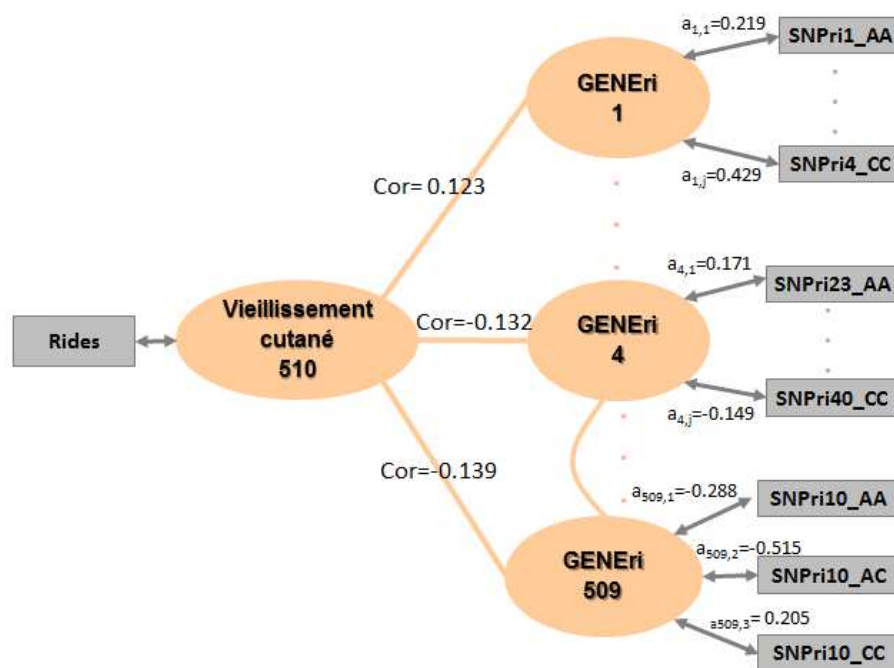 a1,1=0.219
SNPri1_AA
GENEri
1
a1,j=0.429
SNPri4_CC
Cor= 0.123
a4,1=0.171
SNPri23_AA
Rides
Vieillissement
cutané
510
Cor=-0.132
GENEri
4
a4,j=-0.149
SNPri40_CC
Cor=-0.139
a509,1=-0.288
SNPri10_AA
GENEri
509
a509,2=-0.515
SNPri10_AC
a509,3= 0.205
SNPri10_CC